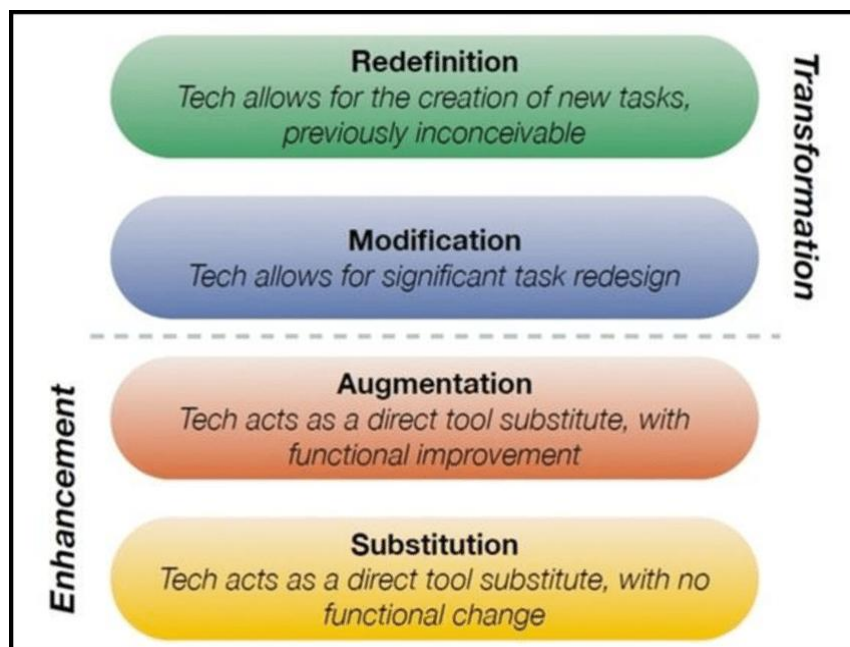 Redefinition
Tech allows for the creation of new tasks,
previously inconceivable
Transformation
Modification
Tech allows for significant task redesign
Augmentation
Tech acts as a direct tool substitute, with
functional improvement
Enhancement
Substitution
Tech acts as a direct tool substitute, with no
functional change